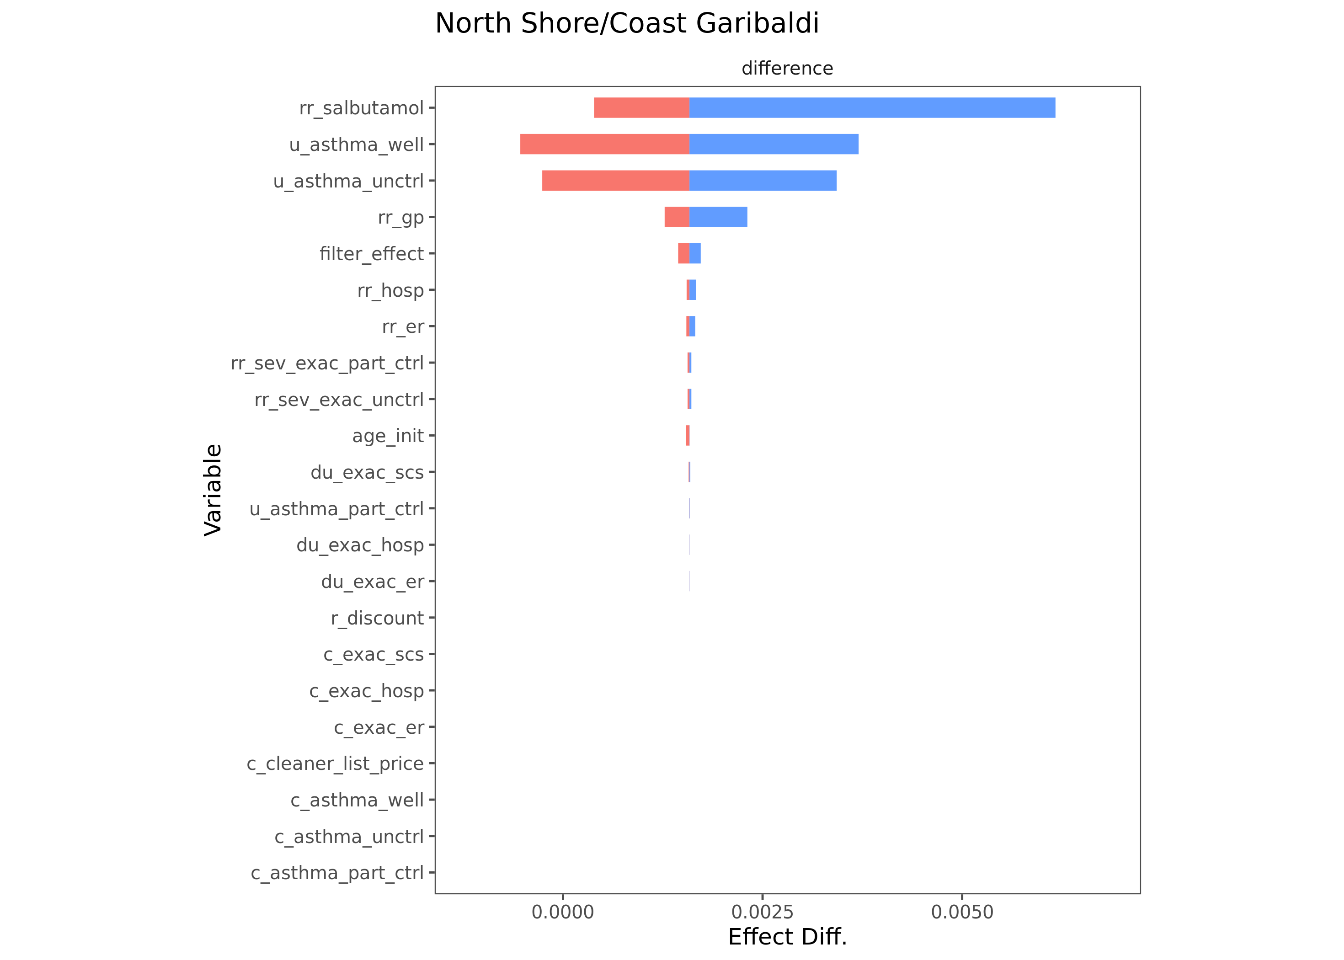 North Shore/Coast Garibaldi
difference
rr_salbutamol
u_asthma_well
u_asthma_unctrl
rr_gp
filter_effect
rr_hosp
rr_er
rr_sev_exac_part_ctrl
rr_sev_exac_unctrl
age_init
du_exac_scs
u_asthma_part_ctrl
du_exac_hosp
du_exac_er
r_discount
c_exac_scs
c_exac_hosp
c_exac_er
c_cleaner_list_price
c_asthma_well
c_asthma_unctrl
c_asthma_part_ctrl
Variable
0.0000 0.0025 0.0050
Effect Diff.